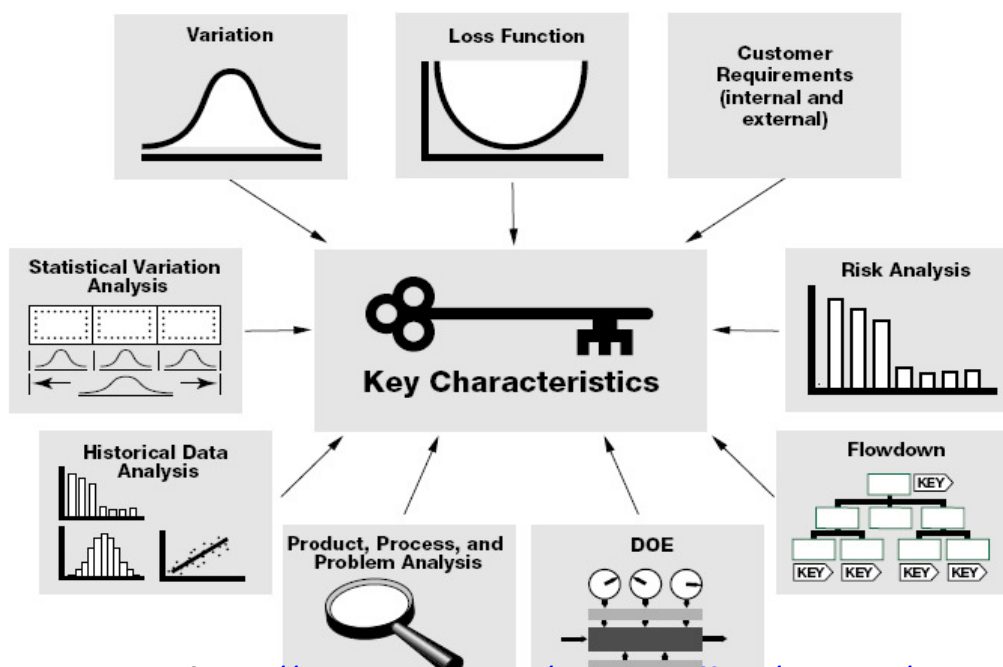 Variation
Loss Function
Customer
Requirements
(internal and
external)
Statistical Variation
Analysis
Key Characteristics
Risk Analysis
Historical Data
Analysis
Product, Process, and
Problem Analysis
DOE
Flowdown
KEY
KEY
KEY
KEY
KEY